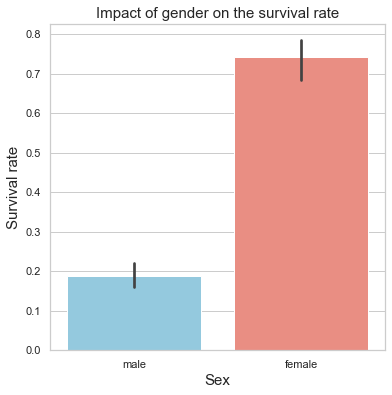 Impact of gender on the survival rate
0.8
0.7
0.6
0.5
0.4
0.3
0.2
0.1
0.0
Survival rate
male female
Sex